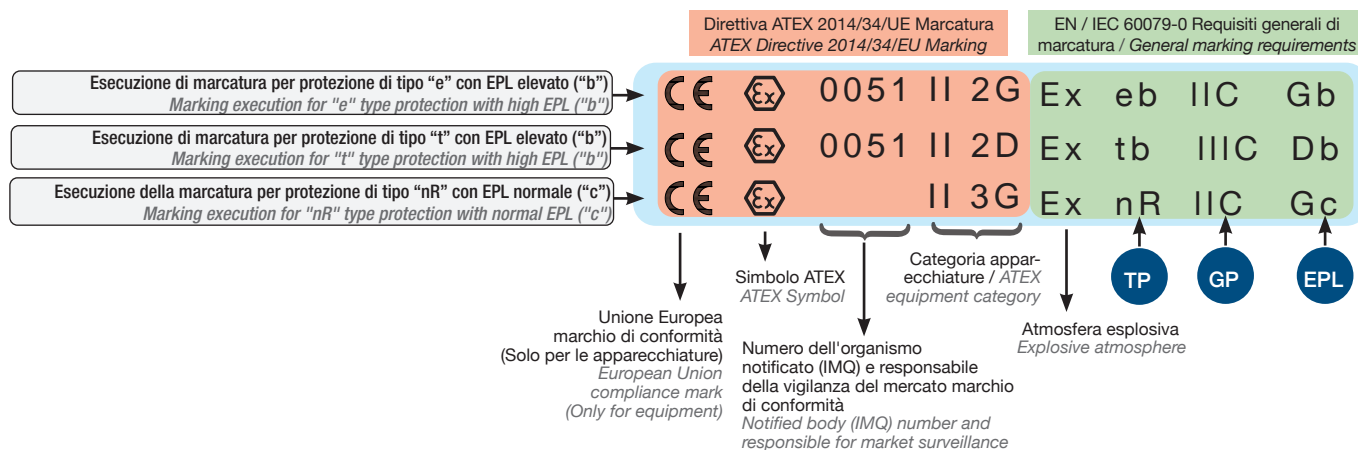 Direttiva ATEX 2014/34/UE Marcatura
ATEX Directive 2014/34/EU Marking
EN / IEC 60079-0 Requisiti generali di
marcatura / General marking requirements
Esecuzione di marcatura per protezione di tipo “e” con EPL elevato (“b”)
Marking execution for "e" type protection with high EPL ("b")
CE Ex 0051 II 2G Ex eb IIC Gb
Esecuzione di marcatura per protezione di tipo “t” con EPL elevato (“b”)
Marking execution for "t" type protection with high EPL ("b")
CE Ex 0051 II 2D Ex tb IIIC Db
Esecuzione della marcatura per protezione di tipo “nR” con EPL normale (“c”)
Marking execution for "nR" type protection with normal EPL ("c")
CE Ex II 3G Ex nR IIC Gc
Unione Europea
marchio di conformità
(Solo per le apparecchiature)
European Union
compliance mark
(Only for equipment)
Simbolo ATEX
ATEX Symbol
Numero dell'organismo
notificato (IMQ) e responsabile
della vigilanza del mercato marchio
di conformità
Notified body (IMQ) number and
responsible for market surveillance
Categoria appar-
ecchiature / ATEX
equipment category
Atmosfera esplosiva
Explosive atmosphere
TP
GP
EPL